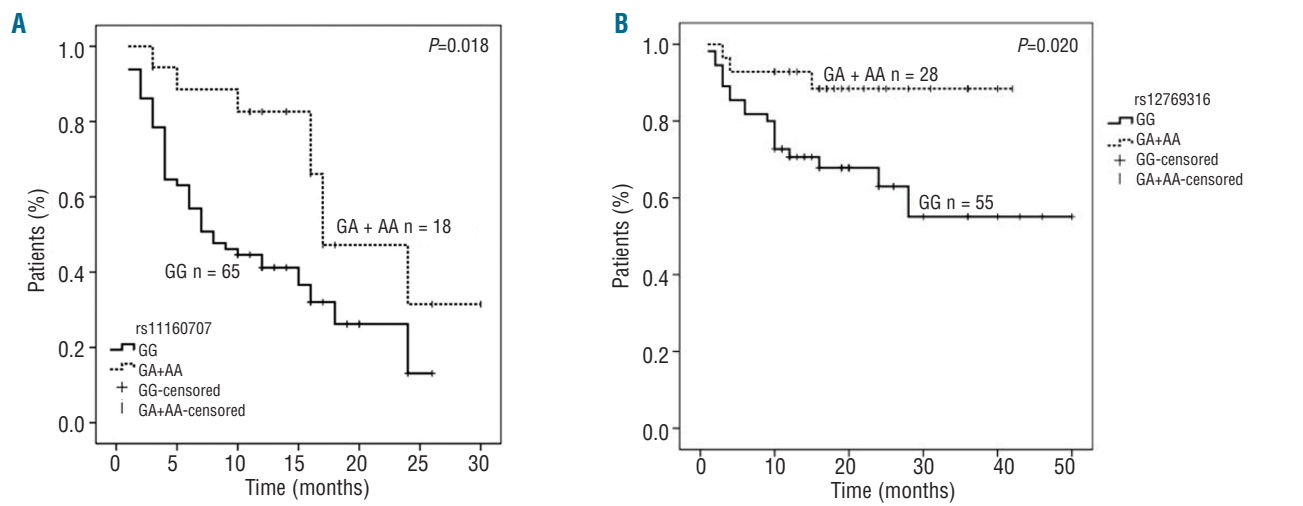 A
P=0.018
1.0
0.8
0.6
0.4
0.2
0.0
Patients (%)
GA + AA n = 18
GG n = 65
rs11160707
GG
GA+AA
GG-censored
GA+AA-censored
0 5 10 15 20 25 30
Time (months)
B
P=0.020
1.0
0.8
0.6
0.4
0.2
0.0
Patients (%)
GA + AA n = 28
GG n = 55
0 10 20 30 40 50
Time (months)
rs12769316
GG
GA+AA
GG-censored
GA+AA-censored